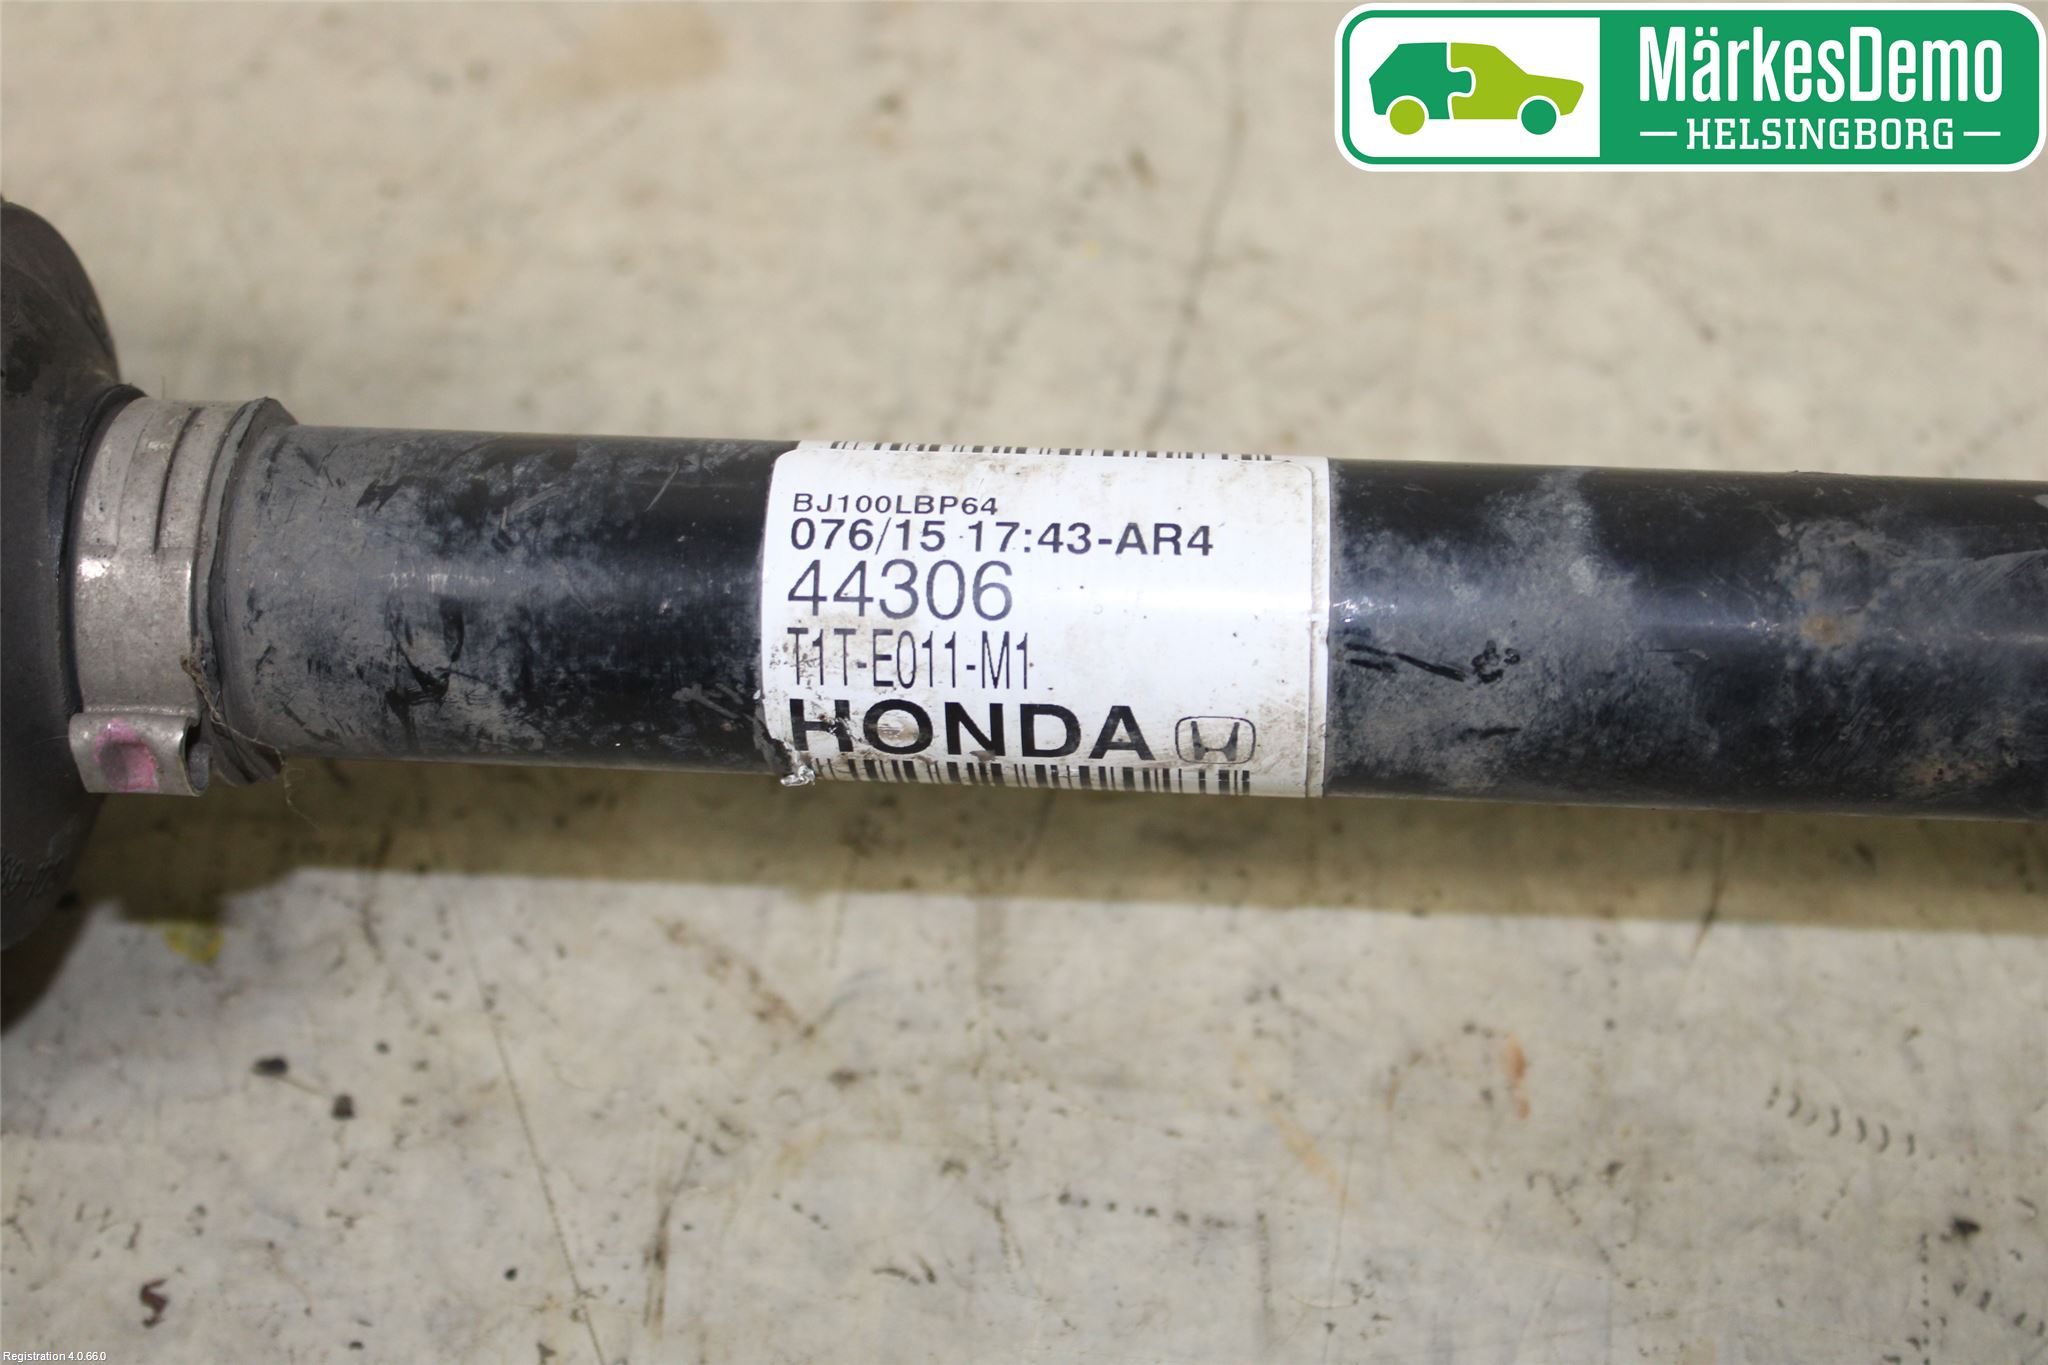 MärkesDemo
HELSINGBORG
BJ100LBP64
076/15 17:43-AR4
44306
T1T-E011-M1
HONDA
Registration 4.0.66.0